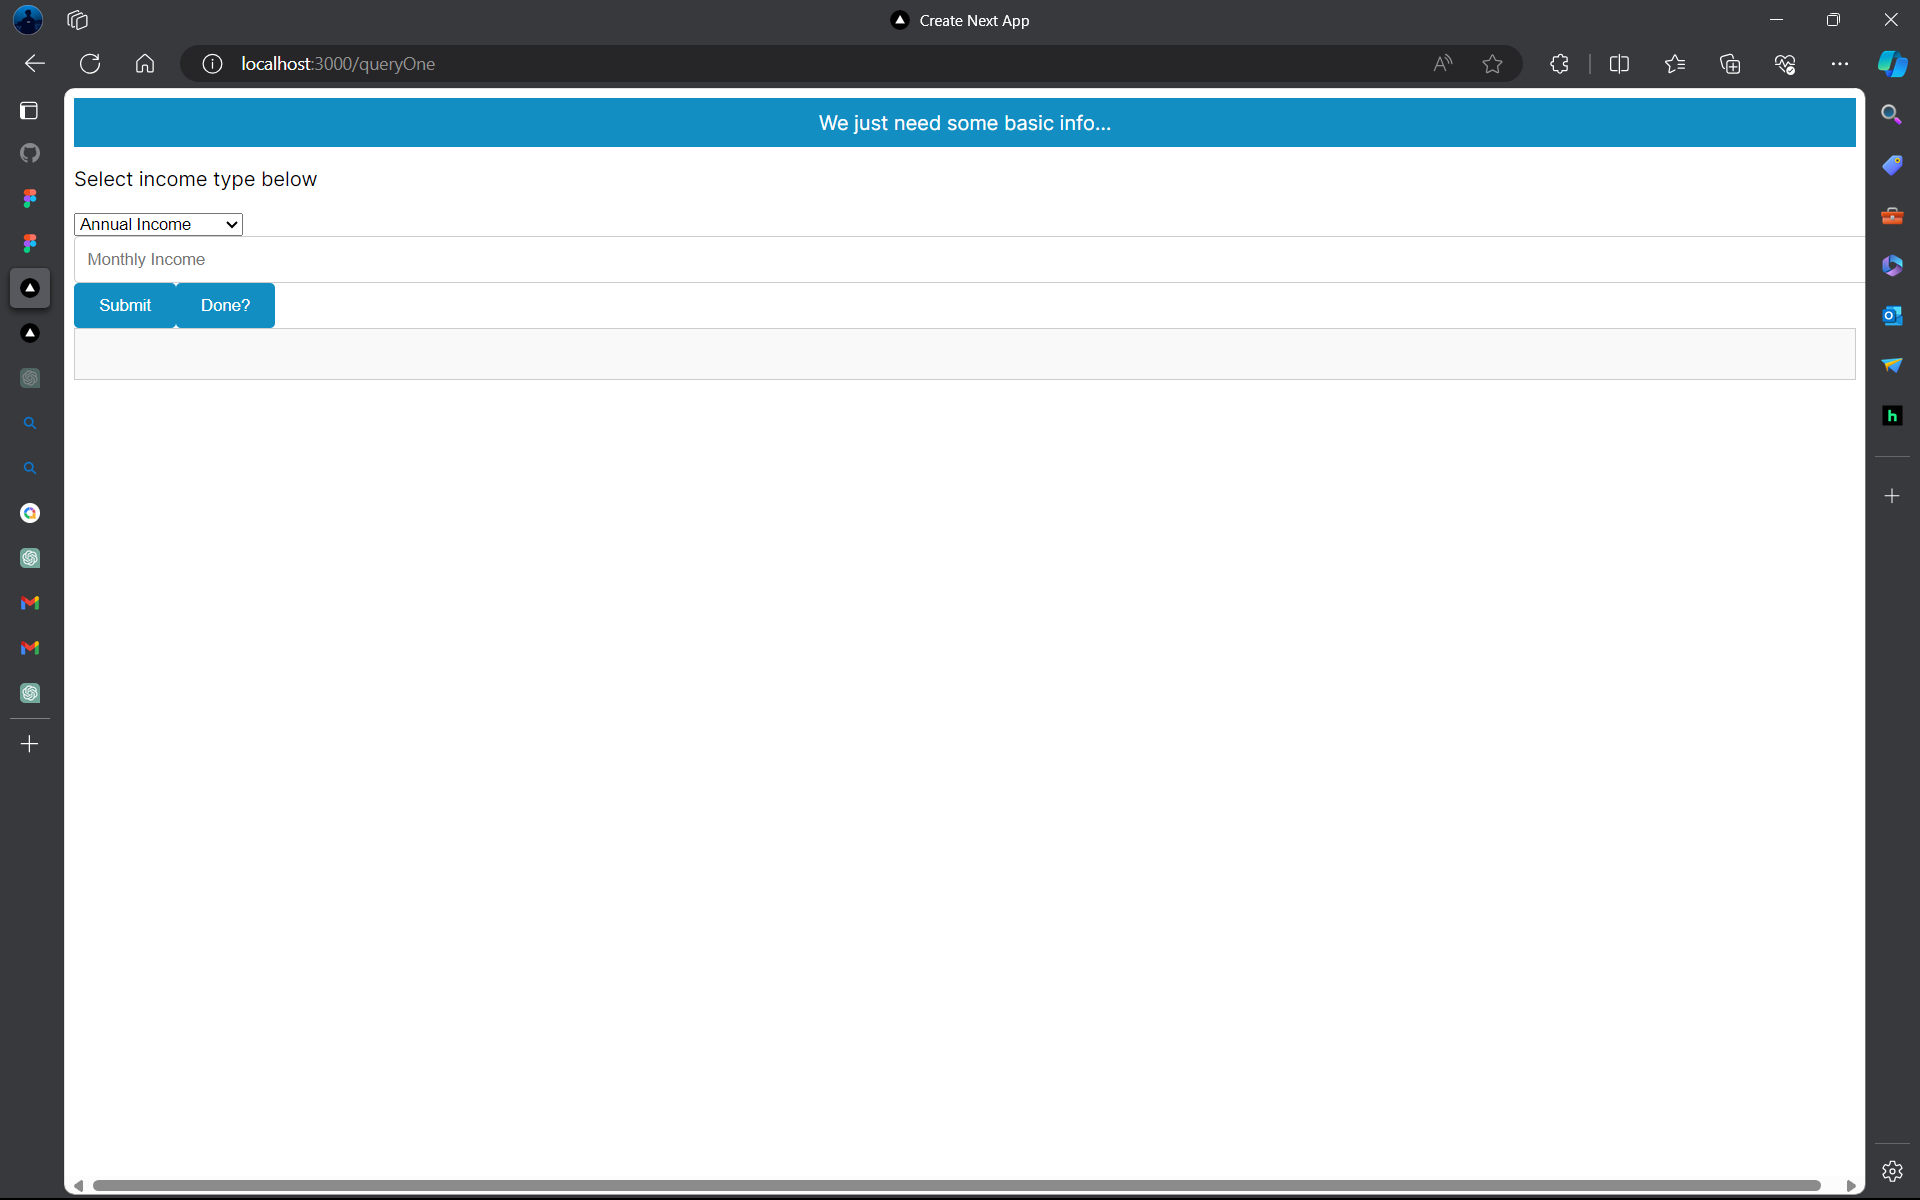 Create Next App
localhost:3000/queryOne
We just need some basic info...
Select income type below
Annual Income
Monthly Income
Submit Done?